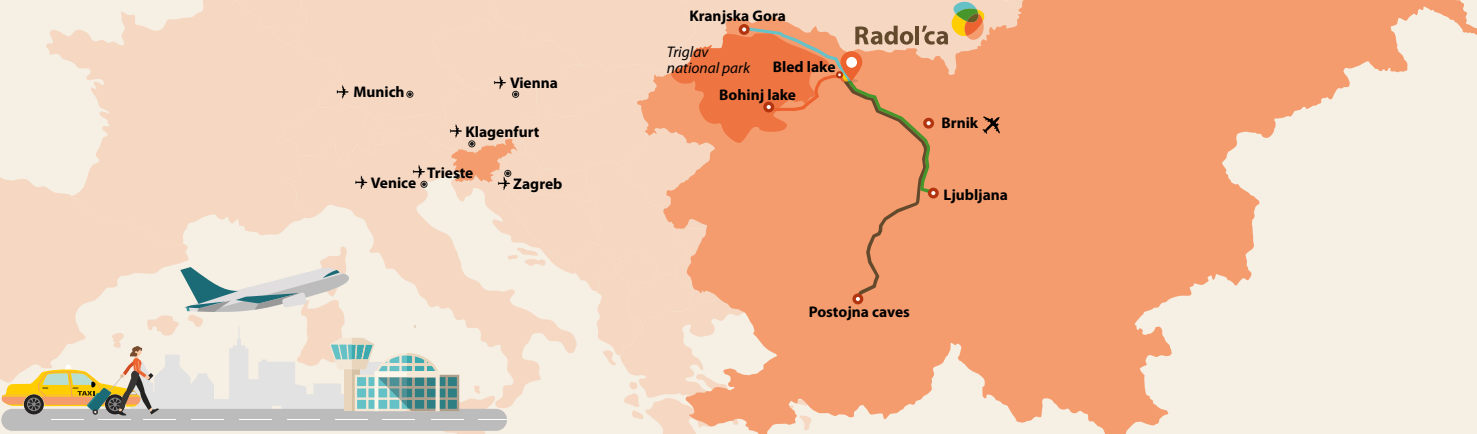 Kranjska Gora
Radol'ca
Triglav
national park
Bled lake
Bohinj lake
Brnik
Ljubljana
Postojna caves
Munich
Vienna
Klagenfurt
Trieste
Venice
Zagreb
TAXI